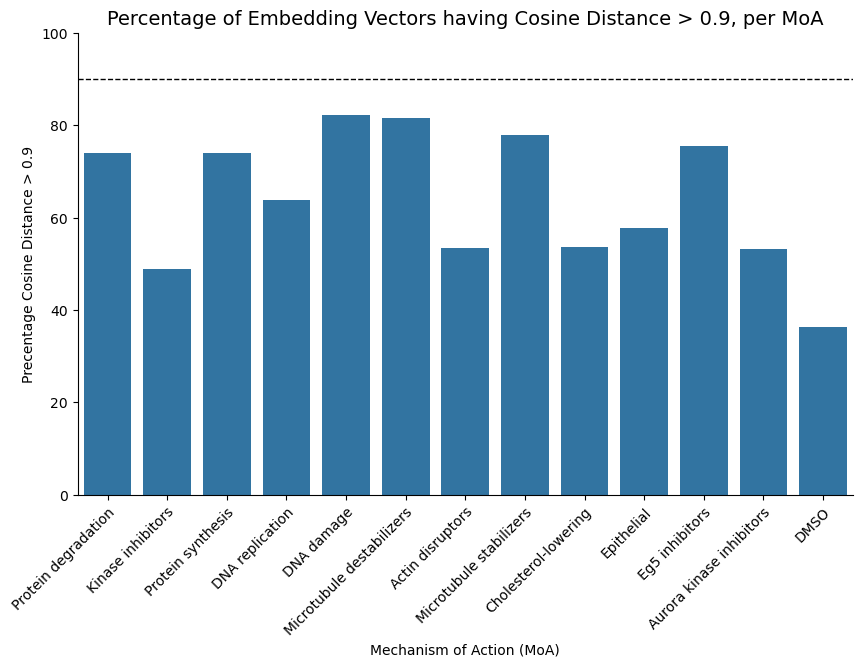 Percentage of Embedding Vectors having Cosine Distance > 0.9, per MoA
100
80
60
40
20
0
Precentage Cosine Distance > 0.9
Protein degradation
Kinase inhibitors
Protein synthesis
DNA replication
DNA damage
Microtubule destabilizers
Actin disruptors
Microtubule stabilizers
Cholesterol-lowering
Epithelial
Eg5 inhibitors
Aurora kinase inhibitors
DMSO
Mechanism of Action (MoA)